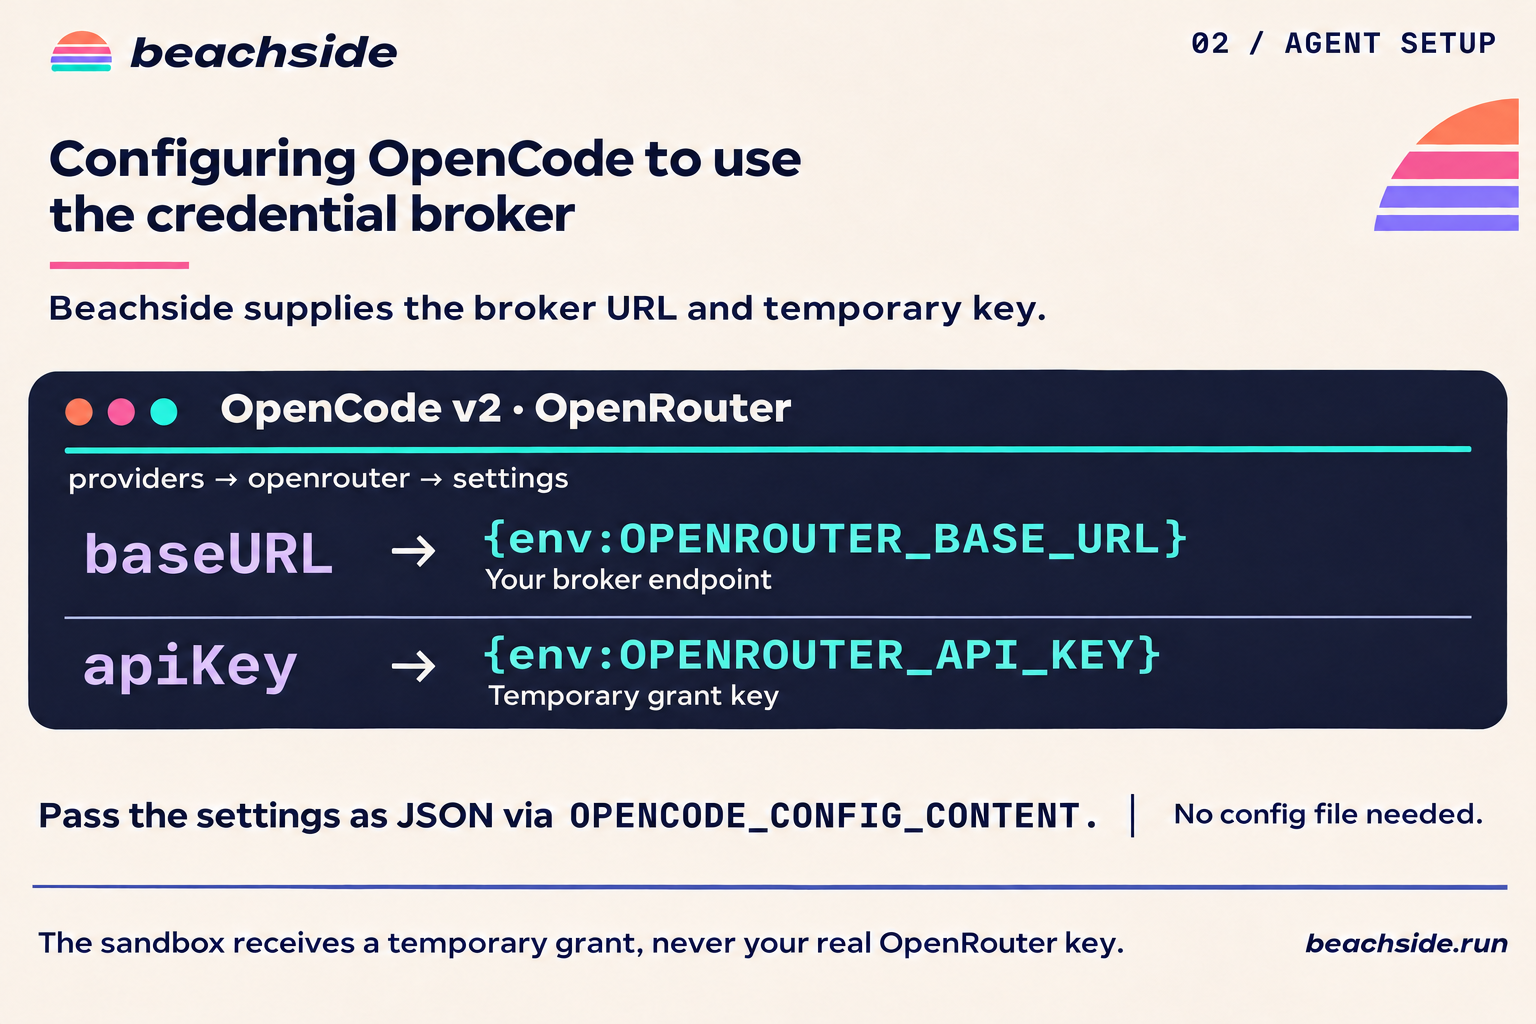 beachside
02 / AGENT SETUP
Configuring OpenCode to use
the credential broker
Beachside supplies the broker URL and temporary key.
OpenCode v2 · OpenRouter
providers → openrouter → settings
baseURL → {env:OPENROUTER_BASE_URL}
Your broker endpoint
apiKey → {env:OPENROUTER_API_KEY}
Temporary grant key
Pass the settings as JSON via OPENCODE_CONFIG_CONTENT. | No config file needed.
The sandbox receives a temporary grant, never your real OpenRouter key.
beachside.run